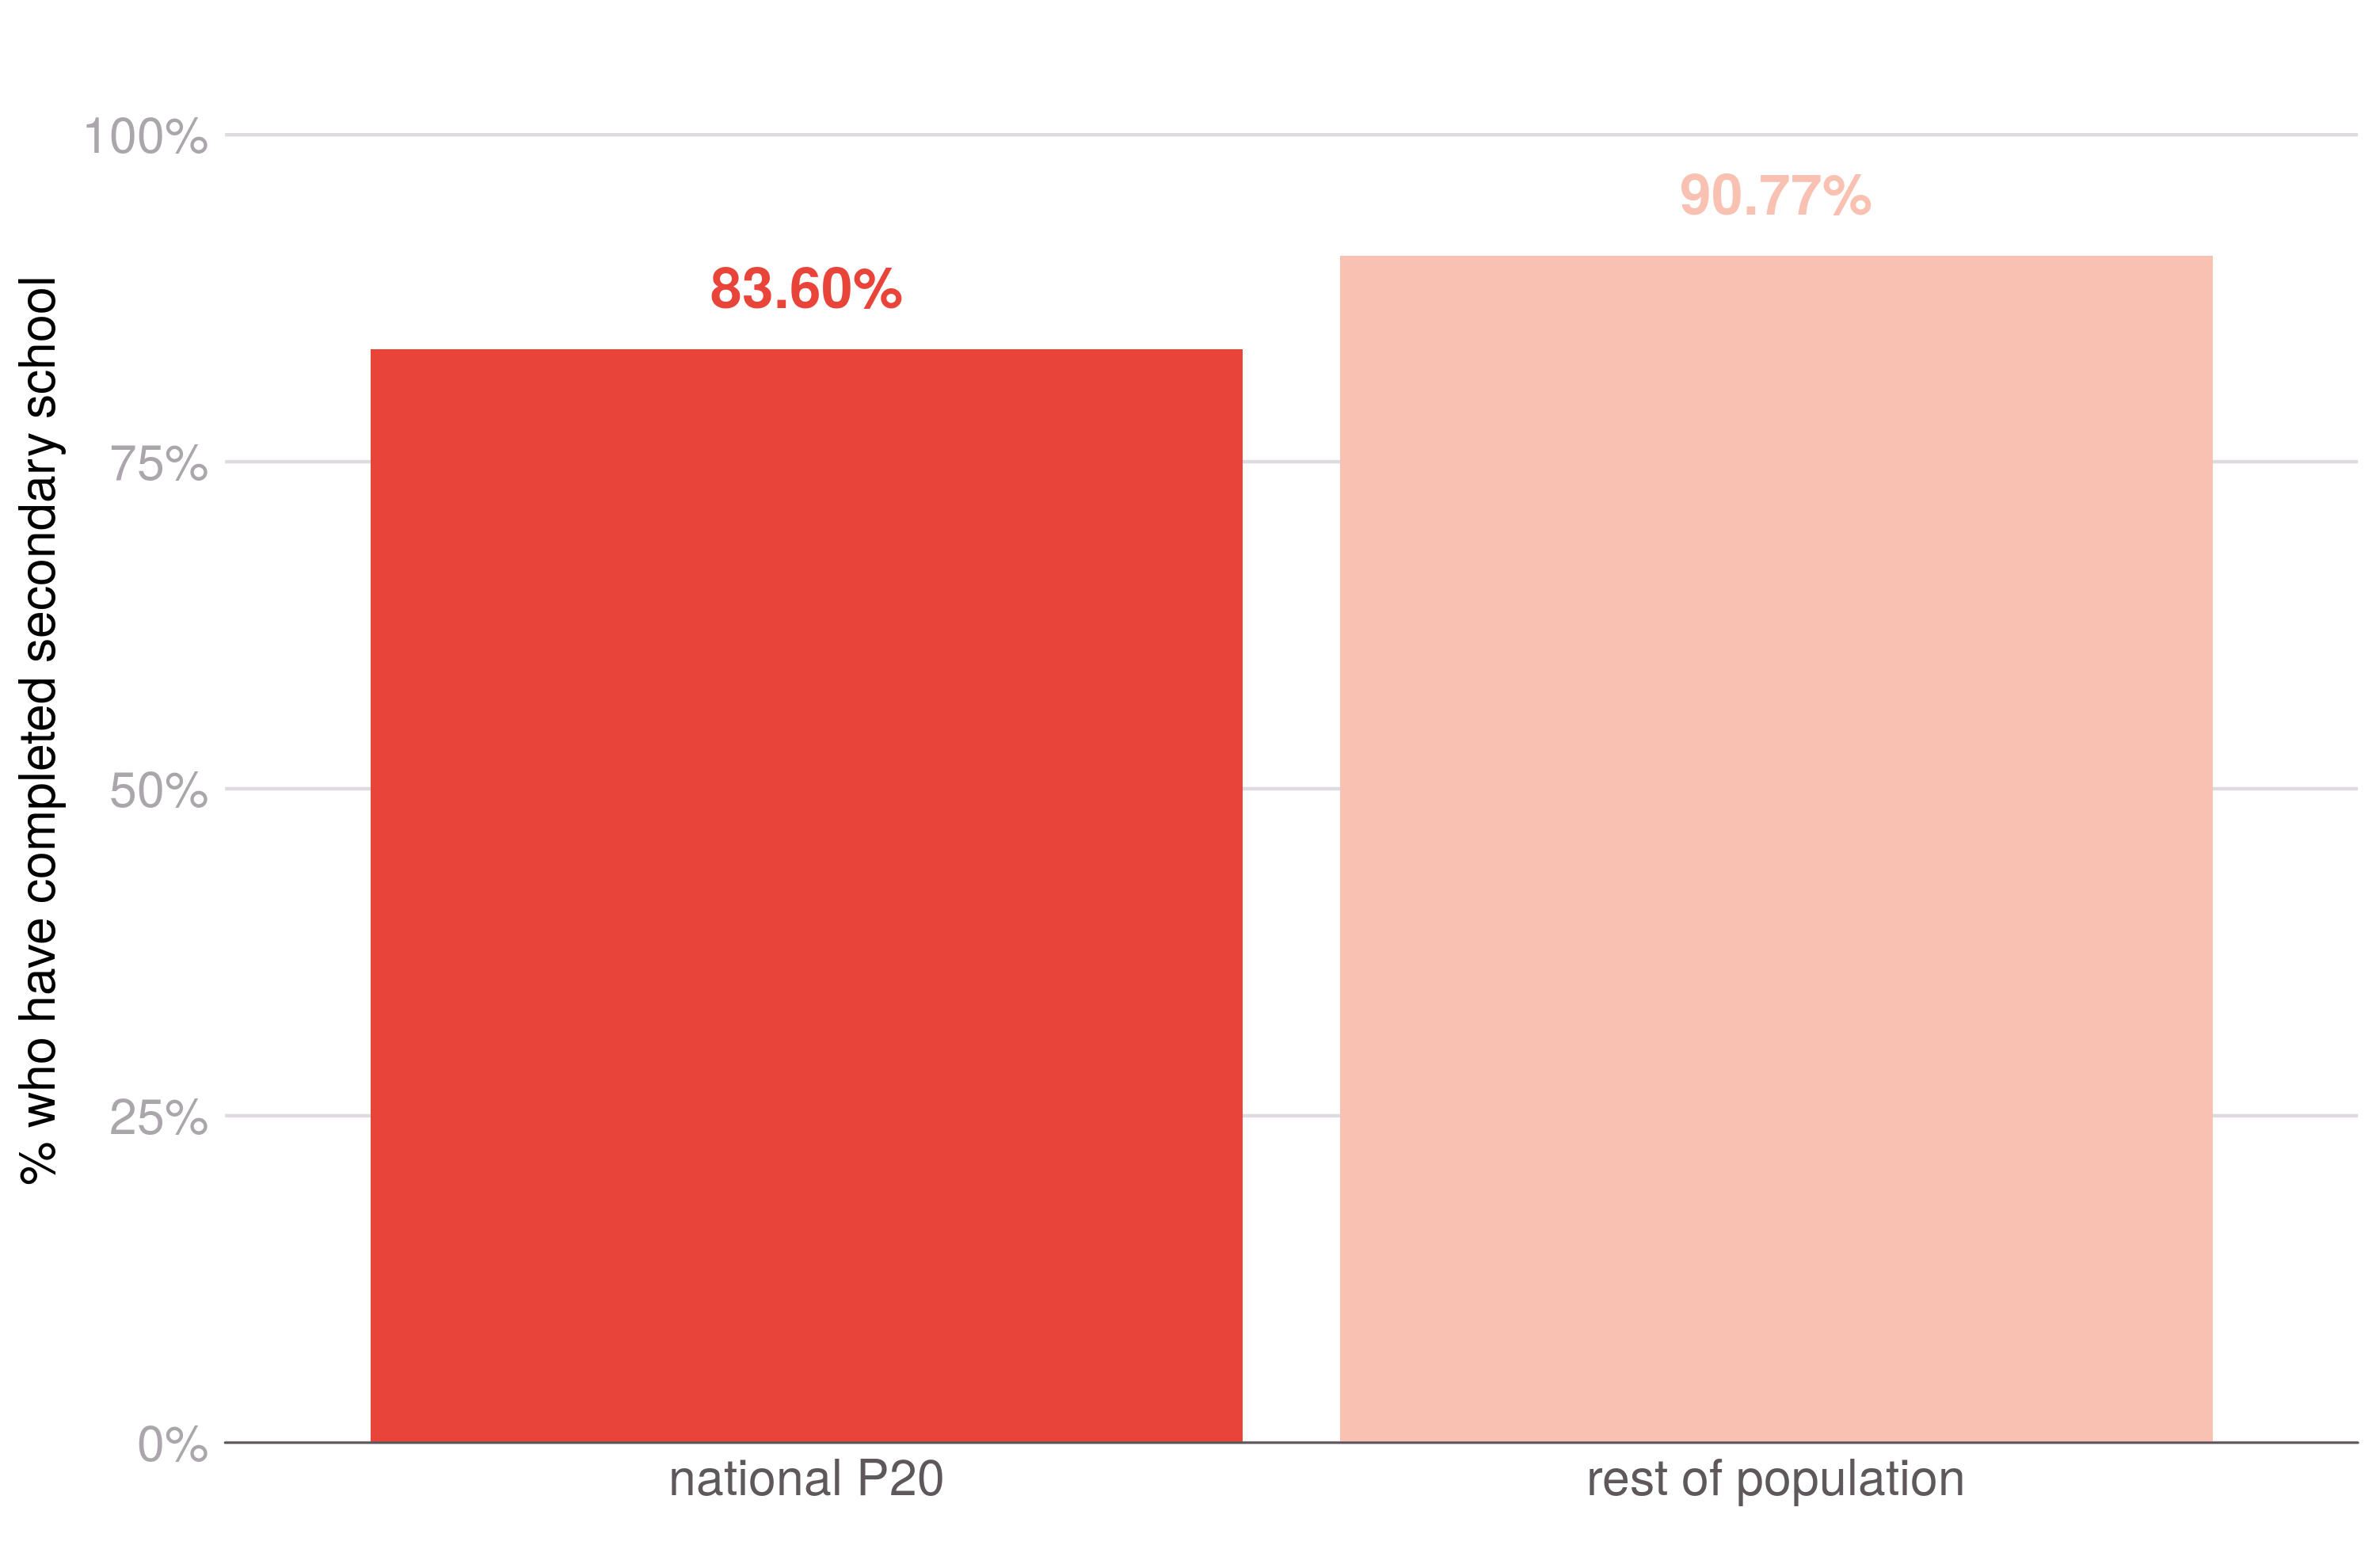 100%
90.77%
83.60%
75%
50%
25%
0%
% who have completed secondary school
national P20
rest of population